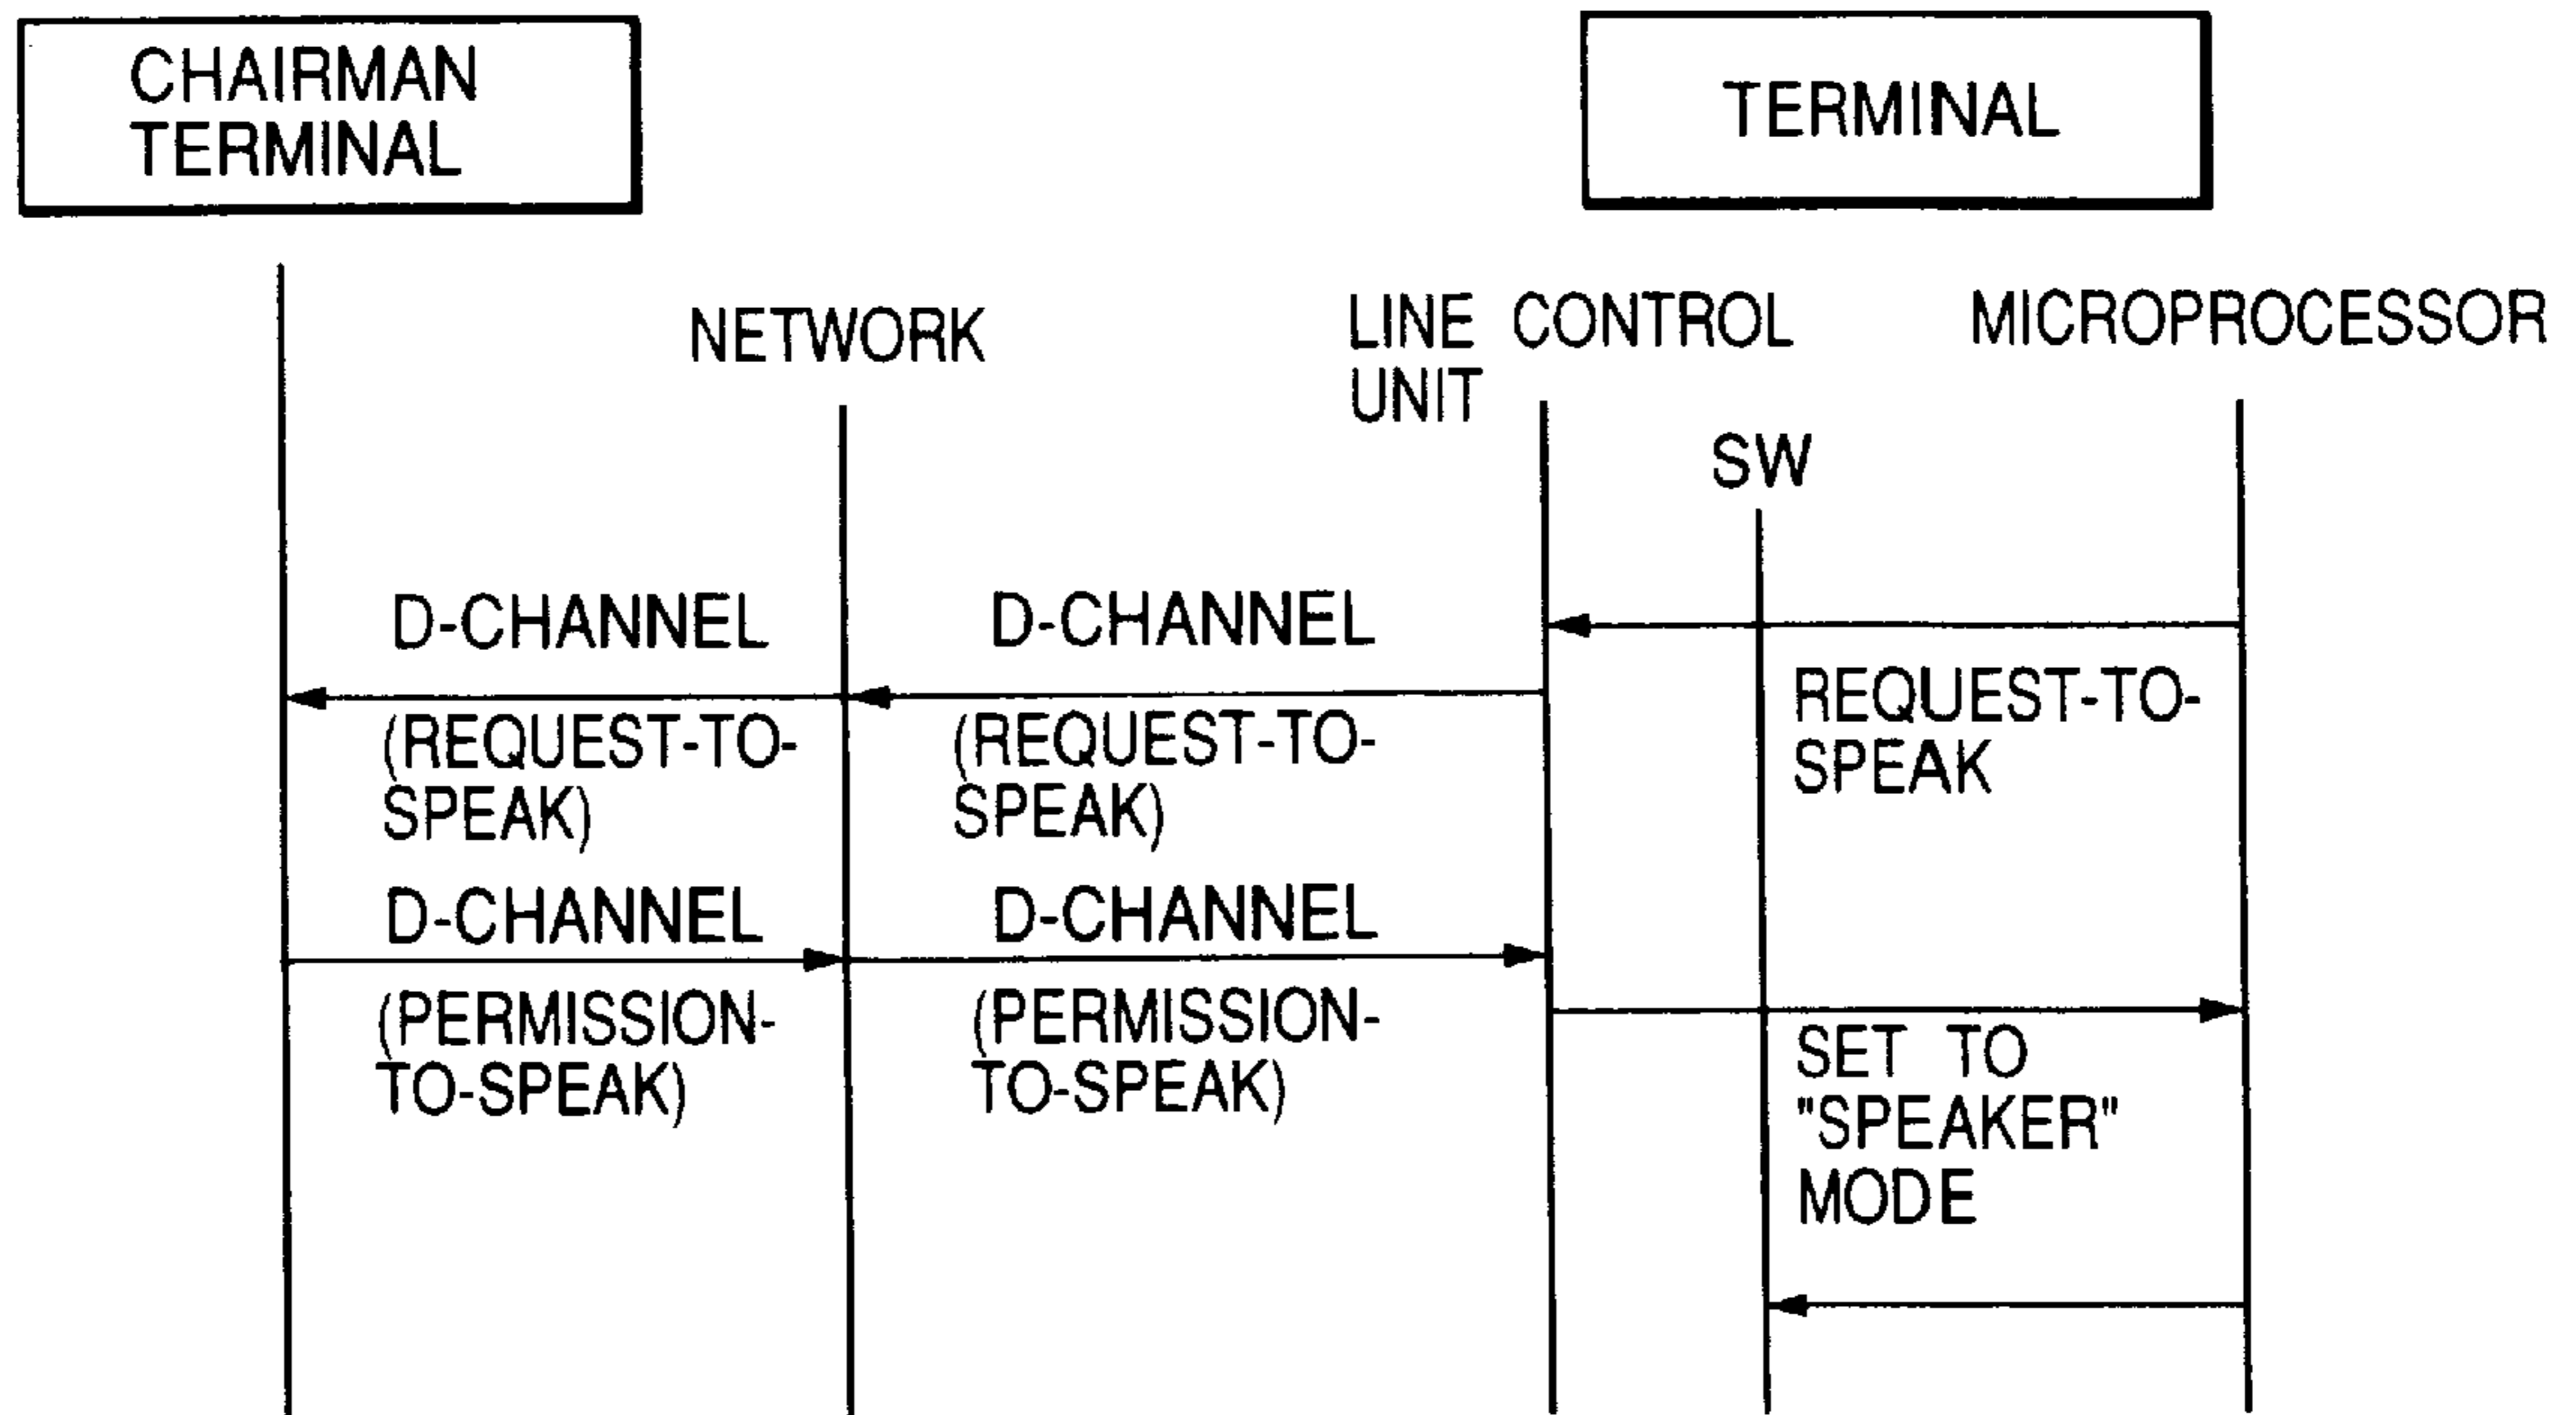 CHAIRMAN
TERMINAL
TERMINAL
NETWORK
LINE CONTROL
UNIT
MICROPROCESSOR
SW
D-CHANNEL
D-CHANNEL
(REQUEST-TO-
SPEAK)
(REQUEST-TO-
SPEAK)
REQUEST-TO-
SPEAK
D-CHANNEL
D-CHANNEL
(PERMISSION-
TO-SPEAK)
(PERMISSION-
TO-SPEAK)
SET TO
"SPEAKER"
MODE